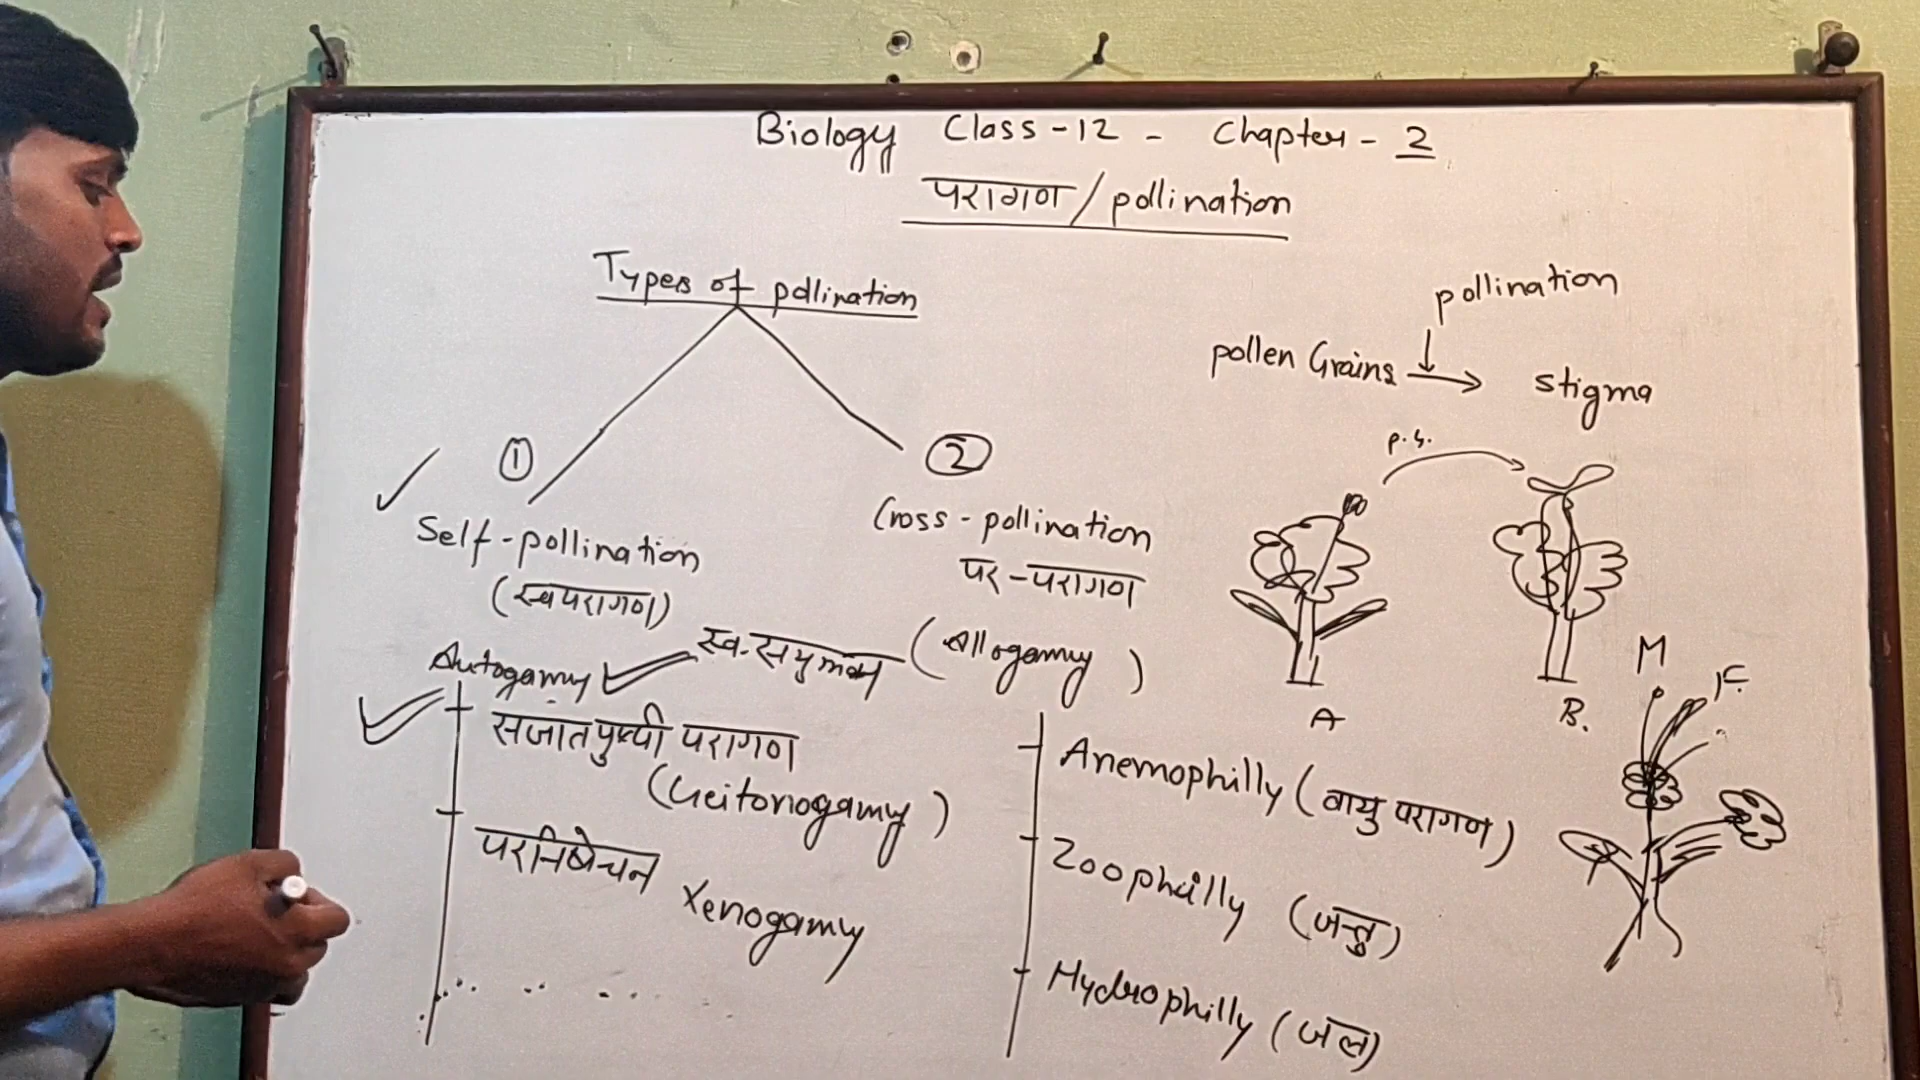 Biology Class-12 - Chapter-2
परागण / pollination
Types of pollination
①
Self-pollination
(स्वपरागण)
Autogamy
सजातपुष्पी परागण
(Geitonogamy)
परनिषेचन
Xenogamy
②
Cross-pollination
पर-परागण
(Allogamy)
Anemophilly (वायु परागण)
Zoophilly (जन्तु)
Hydrophilly (जल)
pollination
pollen Grains → stigma
A
B.
M
F